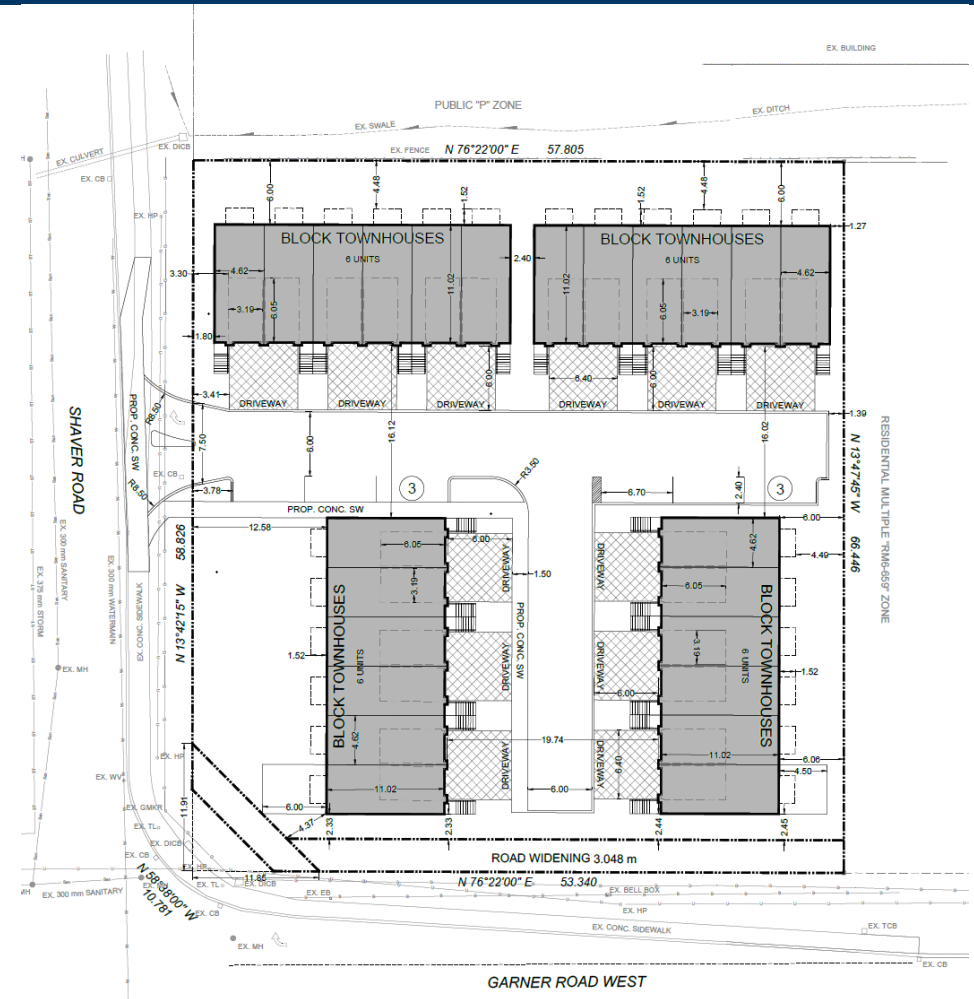 EX. BUILDING
PUBLIC "P" ZONE
EX. SWALE
EX. DITCH
EX. CULVERT
EX. DICB
EX. FENCE
N 76°22'00" E 57.805
EX. CB
EX. HP
6.00
4.48
1.52
1.52
4.48
6.00
1.27
BLOCK TOWNHOUSES
6 UNITS
BLOCK TOWNHOUSES
6 UNITS
2.40
3.30
4.62
11.02
11.02
4.62
3.19
6.05
6.05
3.19
1.80
3.41
6.00
6.40
6.00
DRIVEWAY
DRIVEWAY
DRIVEWAY
DRIVEWAY
DRIVEWAY
DRIVEWAY
1.39
SHAVER ROAD
PROP. CONC. SW
R8.50
7.50
6.00
16.12
16.02
N 13°47'45" W 66.446
RESIDENTIAL MULTIPLE "RM6-659" ZONE
EX. CB
R8.50
3.78
3
R3.50
6.70
2.40
3
PROP. CONC. SW
12.58
6.00
6.00
4.62
4.49
6.05
3.19
DRIVEWAY
1.50
DRIVEWAY
6.05
3.19
N 13°42'15" W 58.826
EX. 375 mm STORM
EX. 300 mm SANITARY
EX. 300 mm WATERMAIN
EX. CONC. SIDEWALK
BLOCK TOWNHOUSES
6 UNITS
PROP. CONC. SW
BLOCK TOWNHOUSES
6 UNITS
1.52
DRIVEWAY
DRIVEWAY
1.52
6.00
EX. MH
4.62
19.74
11.02
6.06
4.50
EX. HP
EX. WV
DRIVEWAY
DRIVEWAY
6.40
11.02
6.00
6.00
11.91
EX. GMKR
EX. TL
4.37
2.33
2.33
2.44
2.45
EX. DICB
EX. CB
ROAD WIDENING 3.048 m
EX. HP
11.85
N 76°22'00" E 53.340
EX. 300 mm SANITARY
N 58°38'00" W
10.781
EX. TL
EX. DICB
EX. EB
EX. BELL BOX
EX. CB
EX. HP
EX. CONC. SIDEWALK
EX. TCB
EX. MH
EX. CB
GARNER ROAD WEST